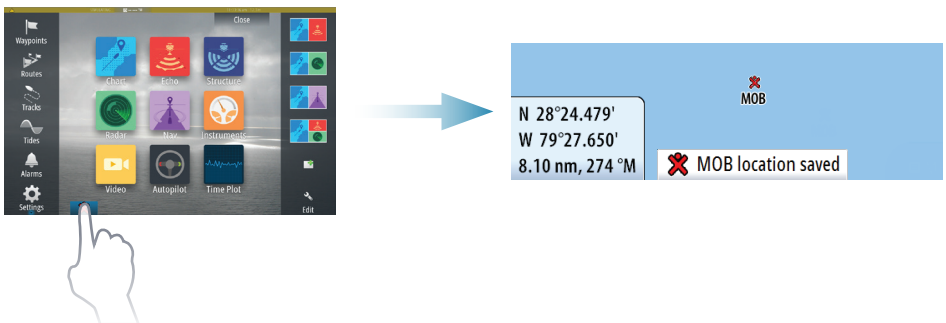 Close
Waypoints
Routes
Tracks
Tides
Alarms
Settings
Chart
Echo
Structure
Radar
Nav
Instruments
Video
Autopilot
Time Plot
Edit
N 28°24.479'
W 79°27.650'
8.10 nm, 274 °M
MOB
MOB location saved